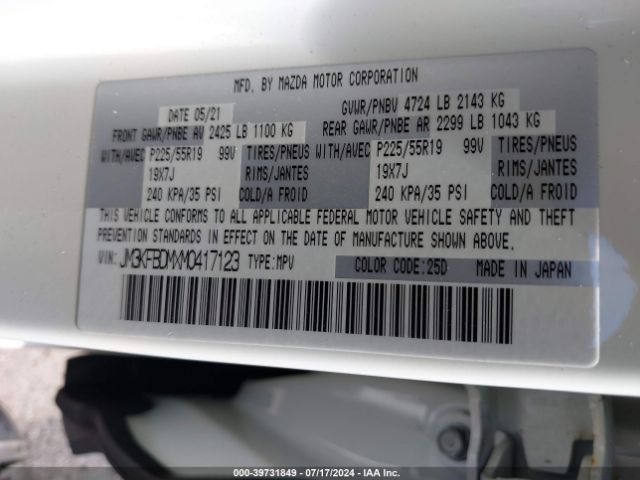 MFD. BY MAZDA MOTOR CORPORATION
DATE 05/21 GVWR/PNBV 4724 LB 2143 KG
FRONT GAWR/PNBE AV 2425 LB 1100 KG REAR GAWR/PNBE AR 2299 LB 1043 KG
WITH/AVEC P225/55R19 99V TIRES/PNEUS WITH/AVEC P225/55R19 99V TIRES/PNEUS
19X7J RIMS/JANTES 19X7J RIMS/JANTES
240 KPA/35 PSI COLD/A FROID 240 KPA/35 PSI COLD/A FROID
THIS VEHICLE CONFORMS TO ALL APPLICABLE FEDERAL MOTOR VEHICLE SAFETY AND THEFT
PREVENTION STANDARDS IN EFFECT ON THE DATE OF MANUFACTURE SHOWN ABOVE.
VIN: JM3KFBDMXM0417123 TYPE:MPV COLOR CODE:25D MADE IN JAPAN
000-39731849 - 07/17/2024 - IAAI.COM